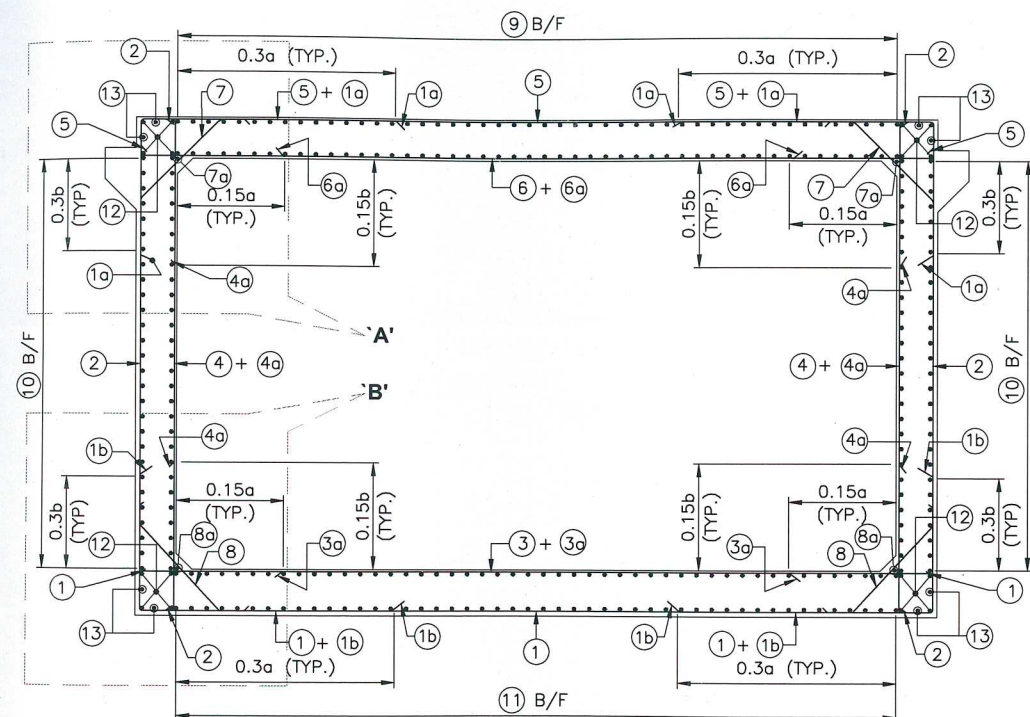 9 B/F
0.3a (TYP.)
0.3a (TYP.)
2
13
7
5 + 1a
1a
5
1a
5 + 1a
2
13
5
5
7a
6a
6 + 6a
6a
7
7a
12
0.15a
(TYP.)
0.15b
(TYP.)
0.15b
(TYP.)
0.15a
(TYP.)
12
0.3b
(TYP)
0.3b
(TYP)
1a
4a
4a
1a
'A'
10 B/F
2
4 + 4a
'B'
4 + 4a
2
10 B/F
1b
4a
4a
1b
0.3b
(TYP)
0.15a
(TYP.)
0.15b
(TYP.)
0.15b
(TYP.)
0.15a
(TYP.)
0.3b
(TYP)
12
8a
8
3a
3 + 3a
3a
8a
8
12
1
1
13
2
1 + 1b
1b
1
1b
1 + 1b
2
13
0.3a (TYP.)
0.3a (TYP.)
11 B/F